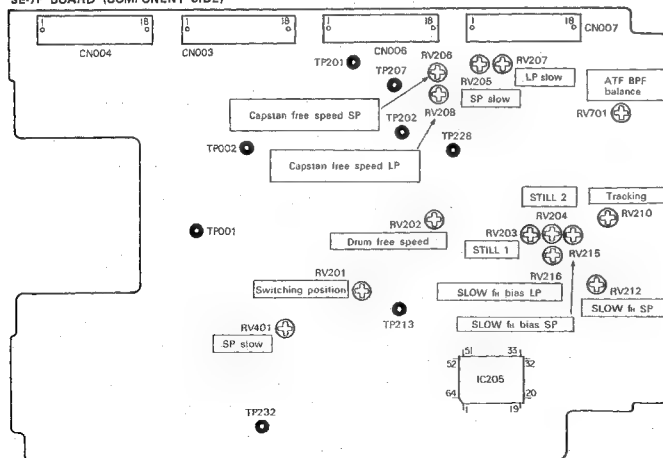 BOARD (COMPONENT SIDE)
1 18
1 18
1 18
1 18
CN004
CN003
CN006
CN007
TP201
RV206
RV207
TP207
RV205
LP slow
ATF BPF
balance
SP slow
Capstan free speed SP
RV208
RV701
TP202
TP002
TP228
Capstan free speed LP
STILL 2
Tracking
TP001
RV202
RV203
RV204
RV210
Drum free speed
STILL 1
RV215
RV201
RV216
Switching position
SLOW fH bias LP
RV212
SLOW fH SP
RV401
TP213
SLOW fH bias SP
SP slow
51 33
52 32
IC205
64 20
1 19
TP232